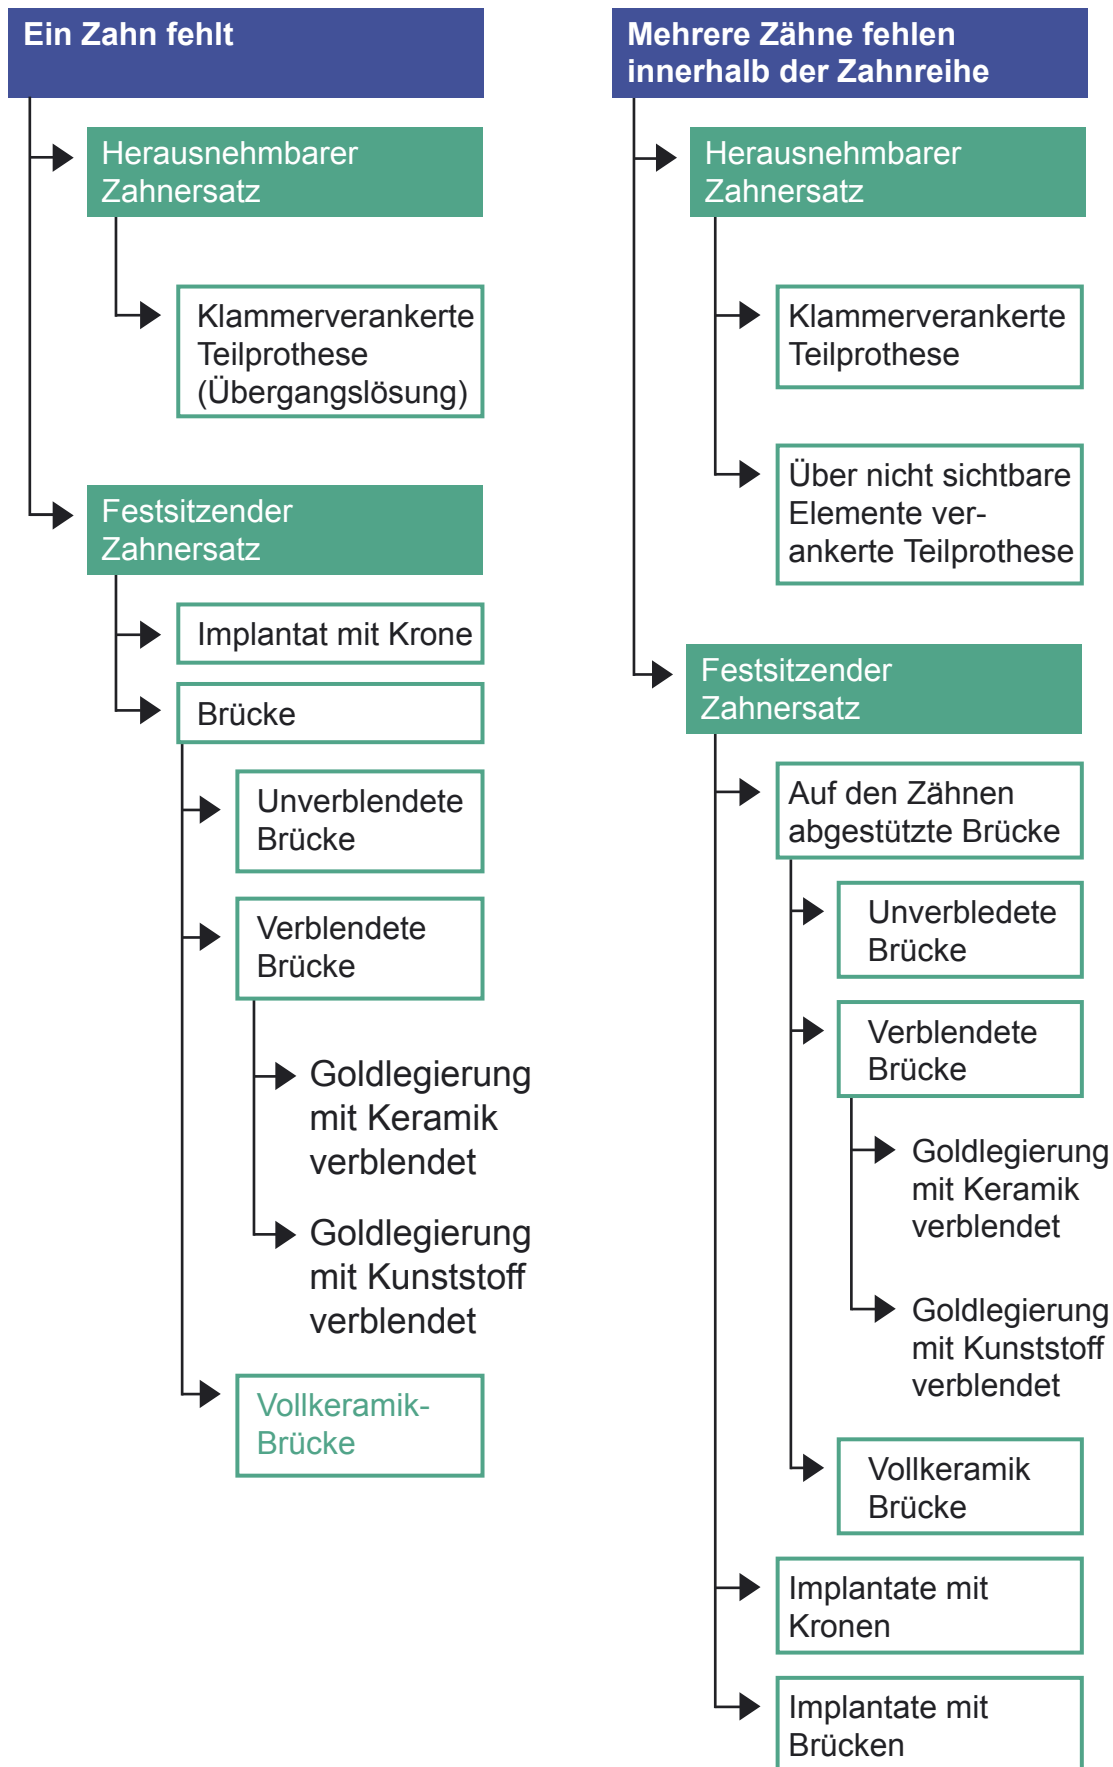 Ein Zahn fehlt
Herausnehmbarer
Zahnersatz
Klammerverankerte
Teilprothese
(Übergangslösung)
Festsitzender
Zahnersatz
Implantat mit Krone
Brücke
Unverblendete
Brücke
Verblendete
Brücke
Goldlegierung
mit Keramik
verblendet
Goldlegierung
mit Kunststoff
verblendet
Vollkeramik-
Brücke
Mehrere Zähne fehlen
innerhalb der Zahnreihe
Herausnehmbarer
Zahnersatz
Klammerverankerte
Teilprothese
Über nicht sichtbare
Elemente ver-
ankerte Teilprothese
Festsitzender
Zahnersatz
Auf den Zähnen
abgestützte Brücke
Unverbledete
Brücke
Verblendete
Brücke
Goldlegierung
mit Keramik
verblendet
Goldlegierung
mit Kunststoff
verblendet
Vollkeramik
Brücke
Implantate mit
Kronen
Implantate mit
Brücken